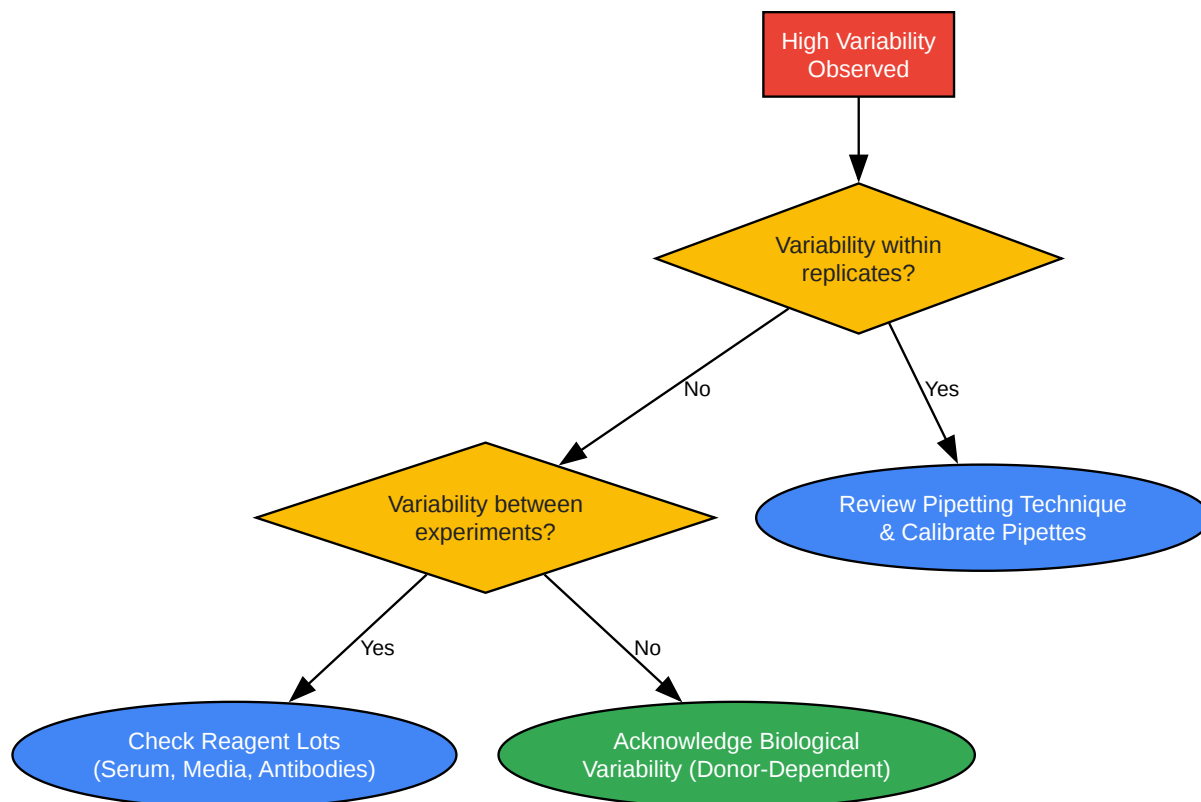 High Variability
Observed
Variability within
replicates?
No
Yes
Variability between
experiments?
Review Pipetting Technique
& Calibrate Pipettes
Yes
No
Check Reagent Lots
(Serum, Media, Antibodies)
Acknowledge Biological
Variability (Donor-Dependent)